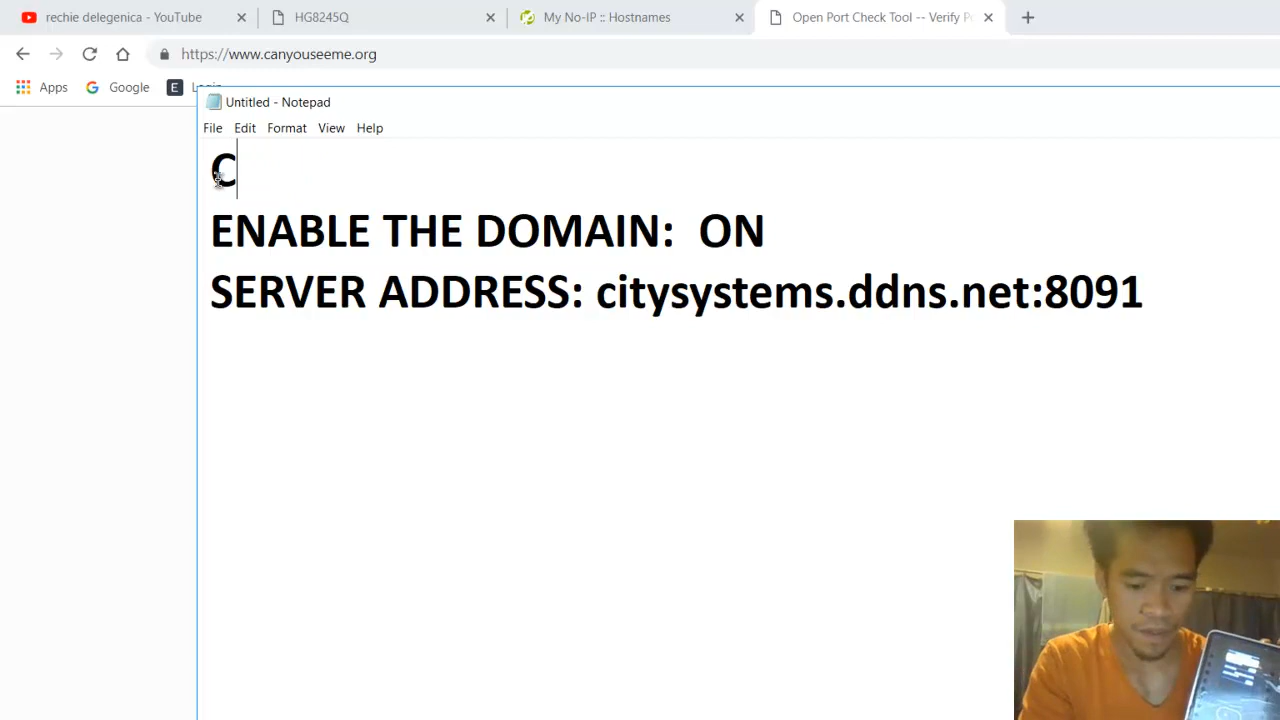 rechie delegenica - YouTube
HG8245Q
My No-IP :: Hostnames
Open Port Check Tool -- Verify Po
https://www.canyouseeme.org
Apps
Google
E
Untitled - Notepad
File Edit Format View Help
C
ENABLE THE DOMAIN: ON
SERVER ADDRESS: citysystems.ddns.net:8091